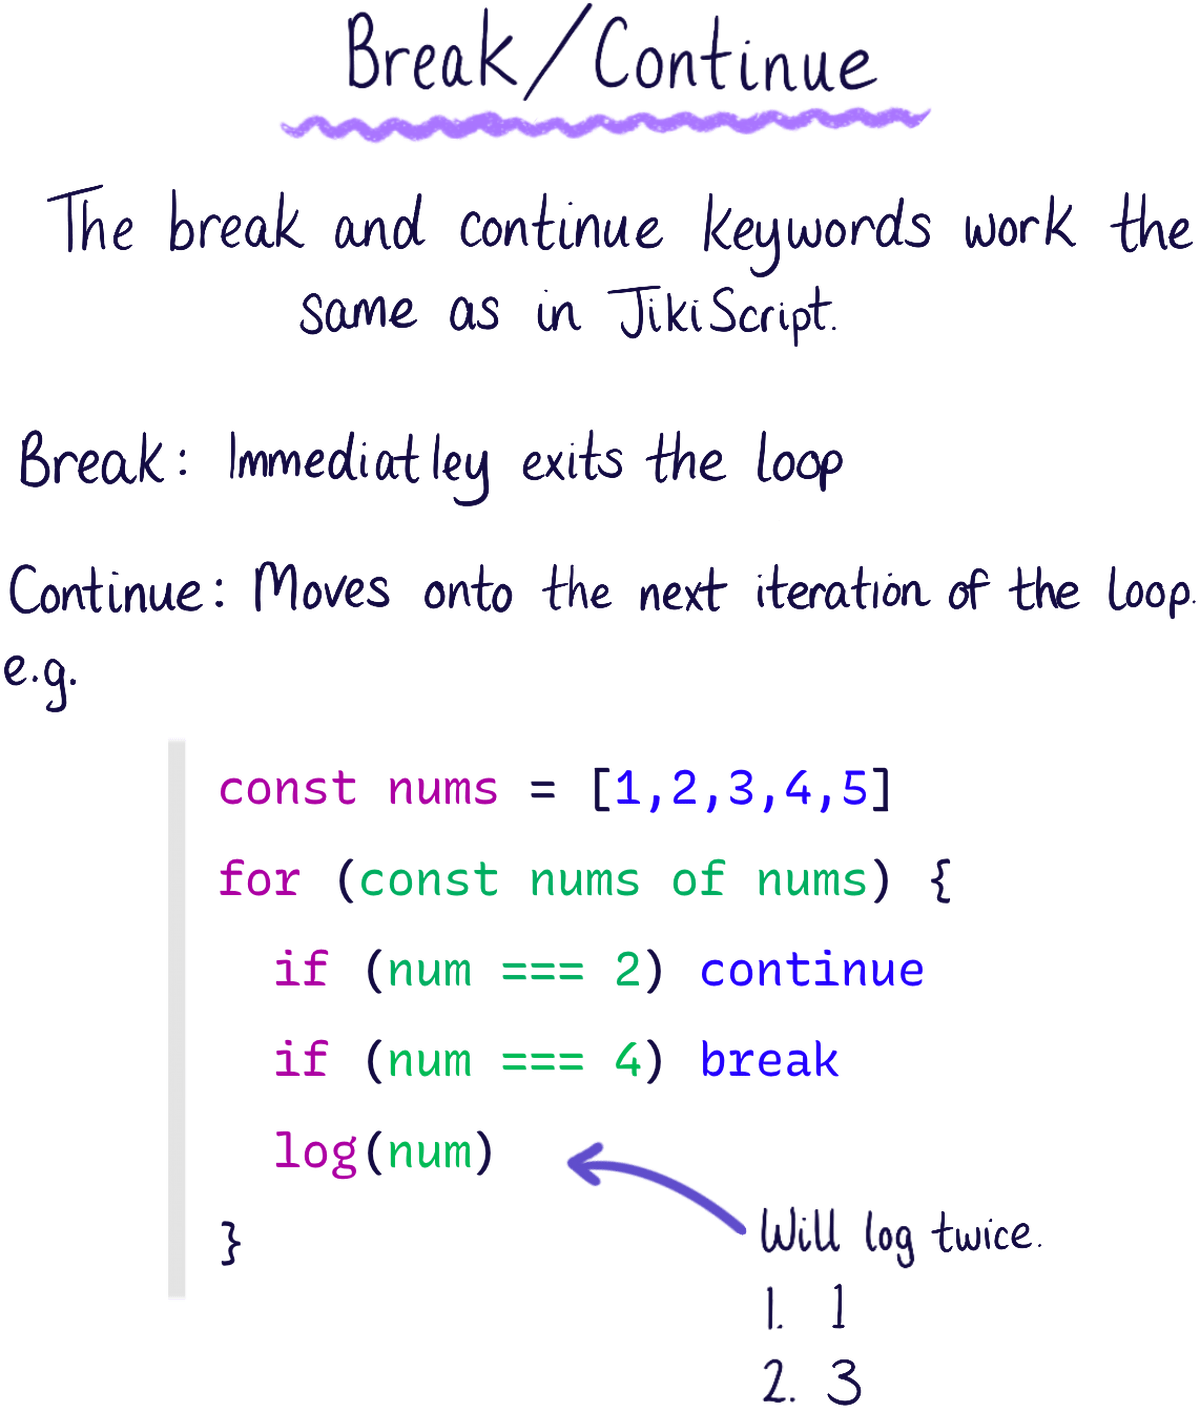 Break/Continue
The break and continue keywords work the
same as in JikiScript.
Break: Immediatley exits the loop
Continue: Moves onto the next iteration of the loop.
e.g.
const nums = [1,2,3,4,5]
for (const nums of nums) {
if (num === 2) continue
if (num === 4) break
log(num)
}
Will log twice.
1. 1
2. 3